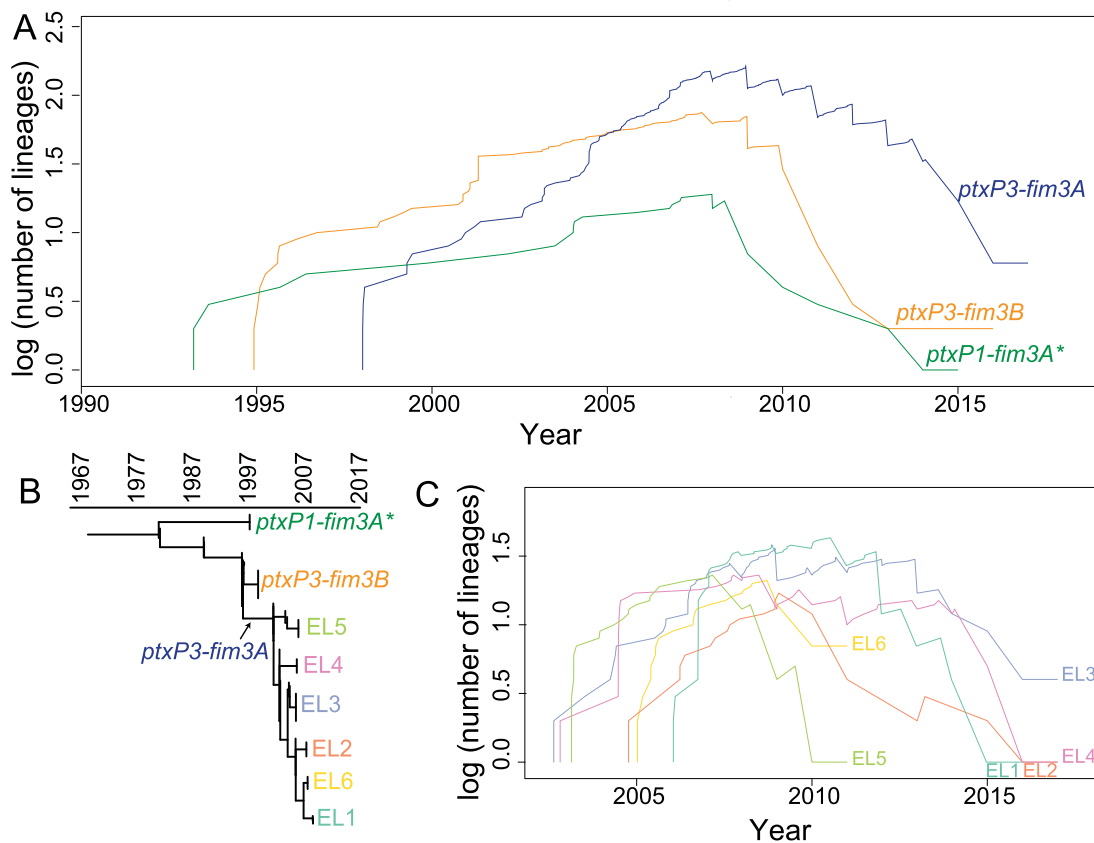 A
log (number of lineages)
2.5
2.0
1.5
1.0
0.5
0.0
ptxP3-fim3A
ptxP3-fim3B
ptxP1-fim3A*
1990
1995
2000
2005
2010
2015
Year
B
1967
1977
1987
1997
2007
2017
ptxP1-fim3A*
ptxP3-fim3B
EL5
ptxP3-fim3A
EL4
EL3
EL2
EL6
EL1
C
log (number of lineages)
1.5
1.0
0.5
0.0
EL6
EL3
EL5
EL4
EL1
EL2
2005
2010
2015
Year